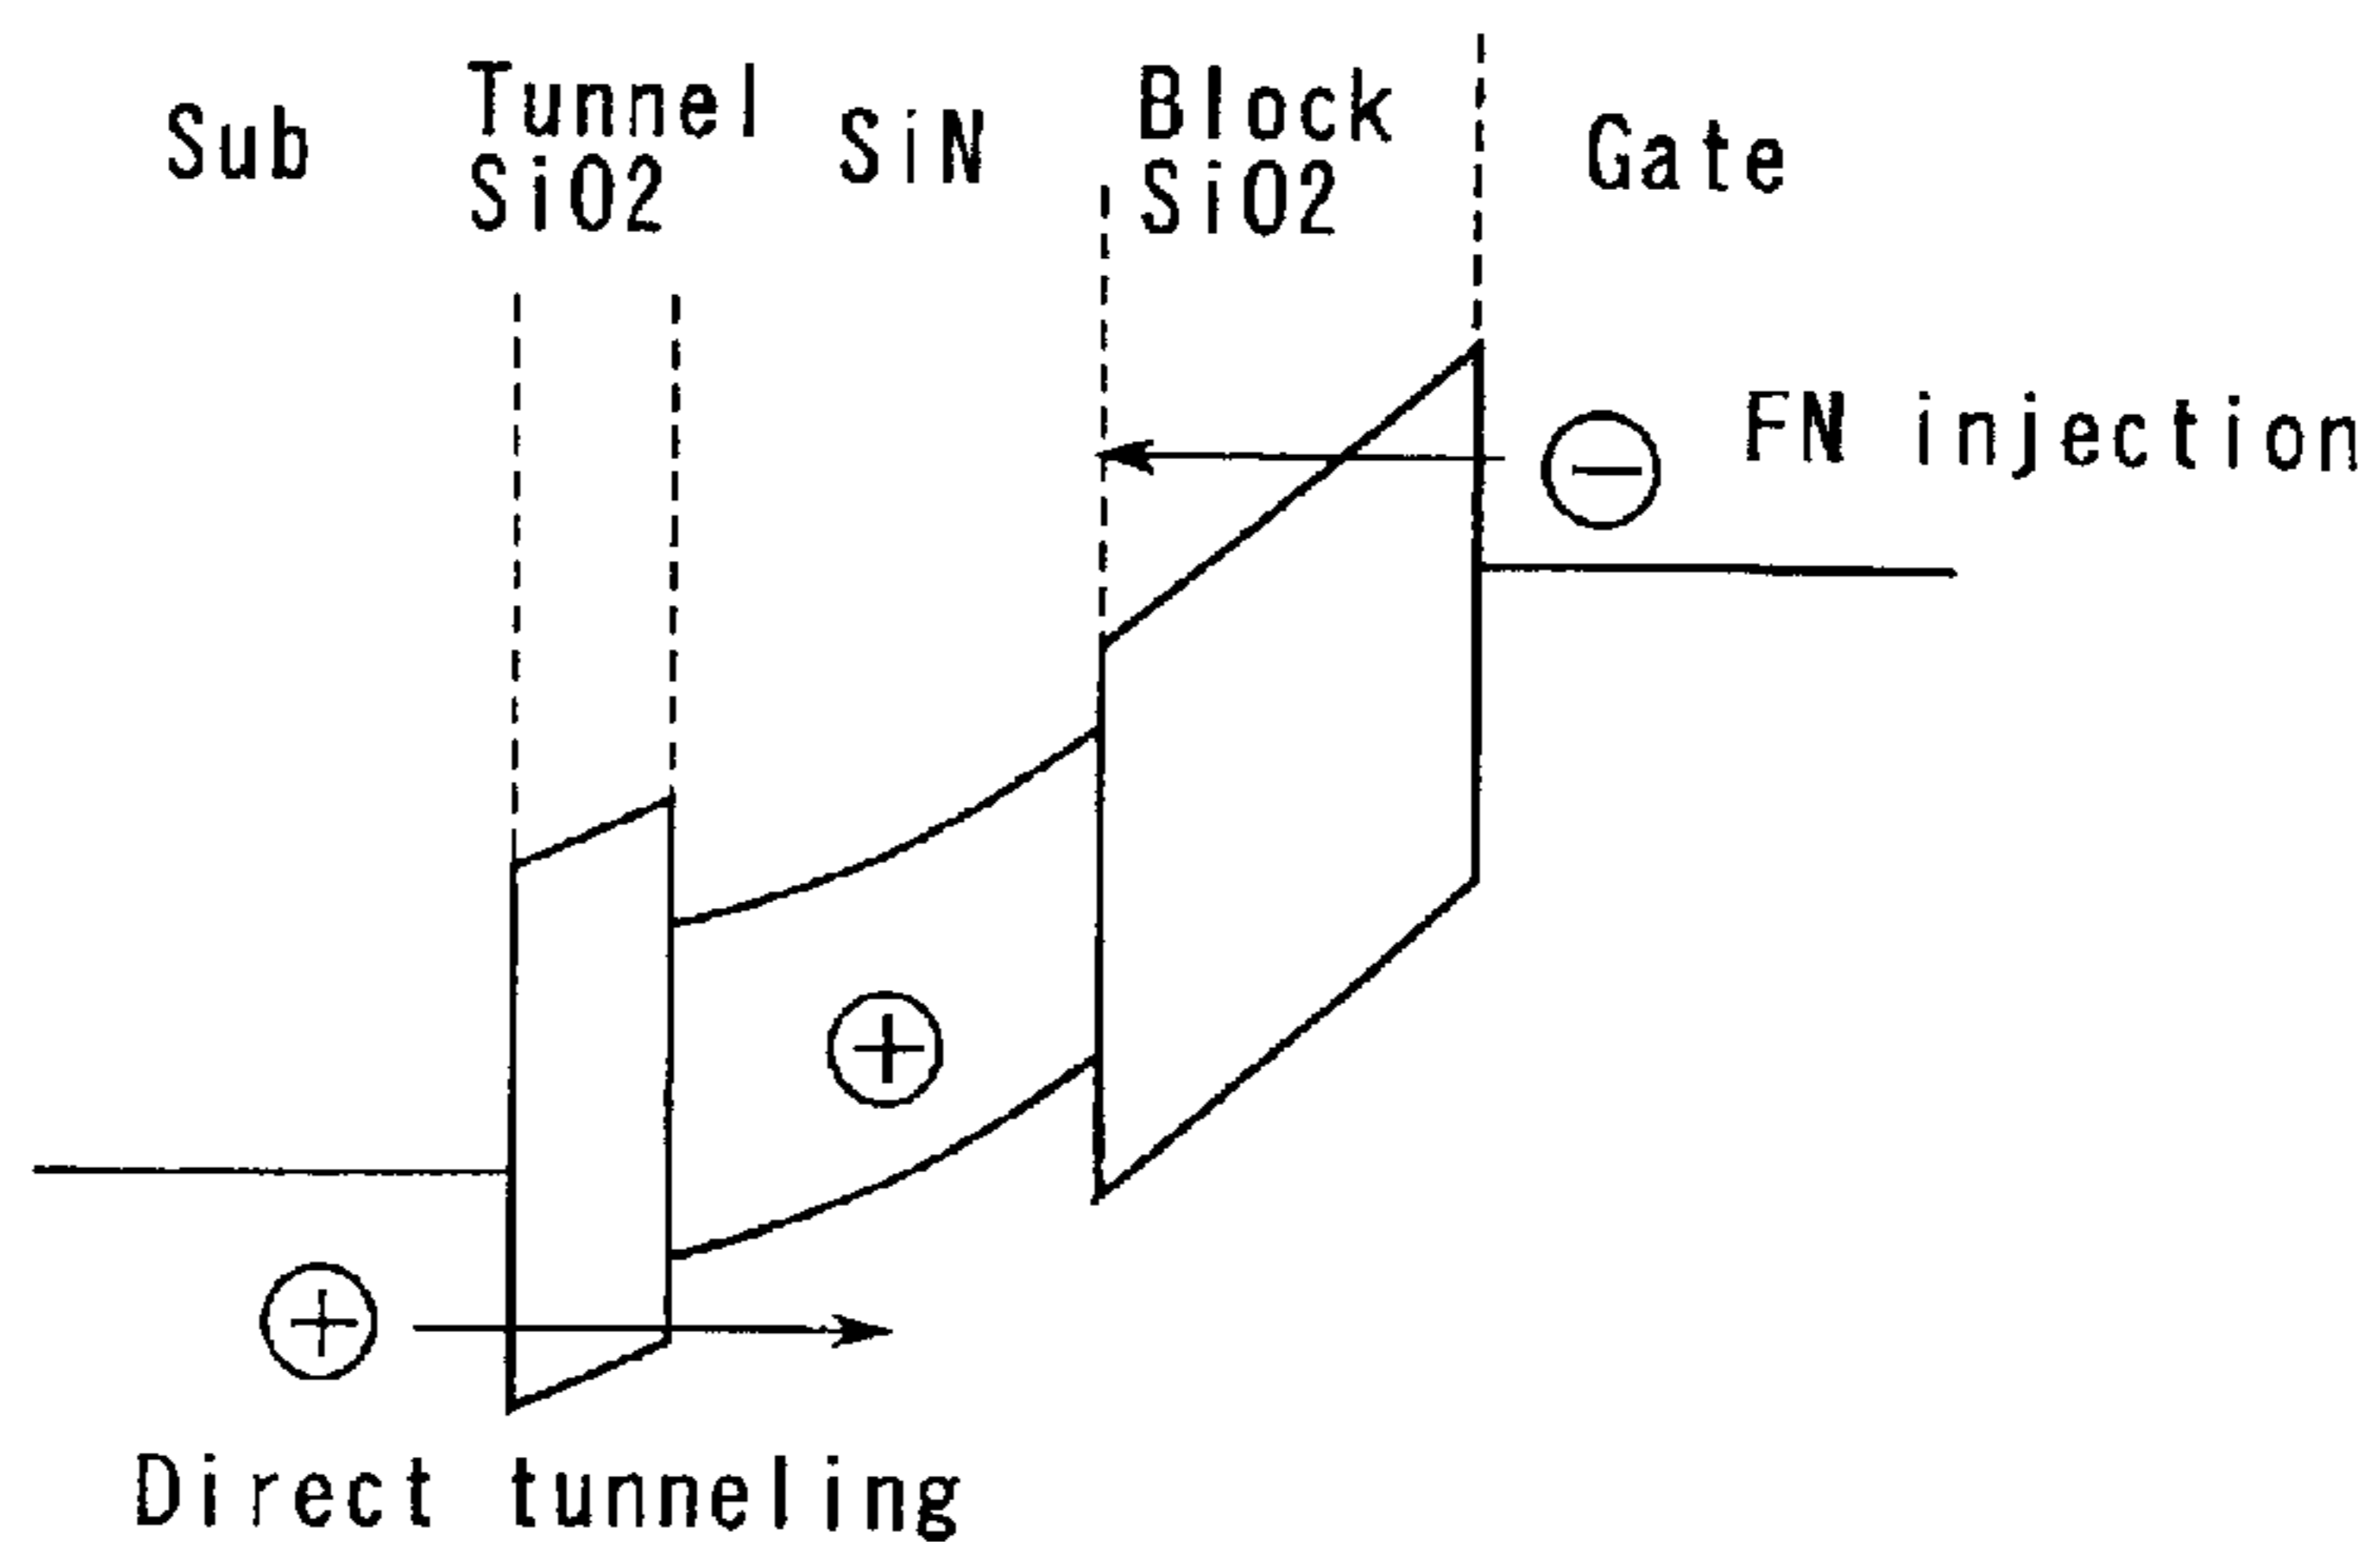 Sub
Tunnel
SiO2
SiN
Block
SiO2
Gate
FN injection
Direct tunneling